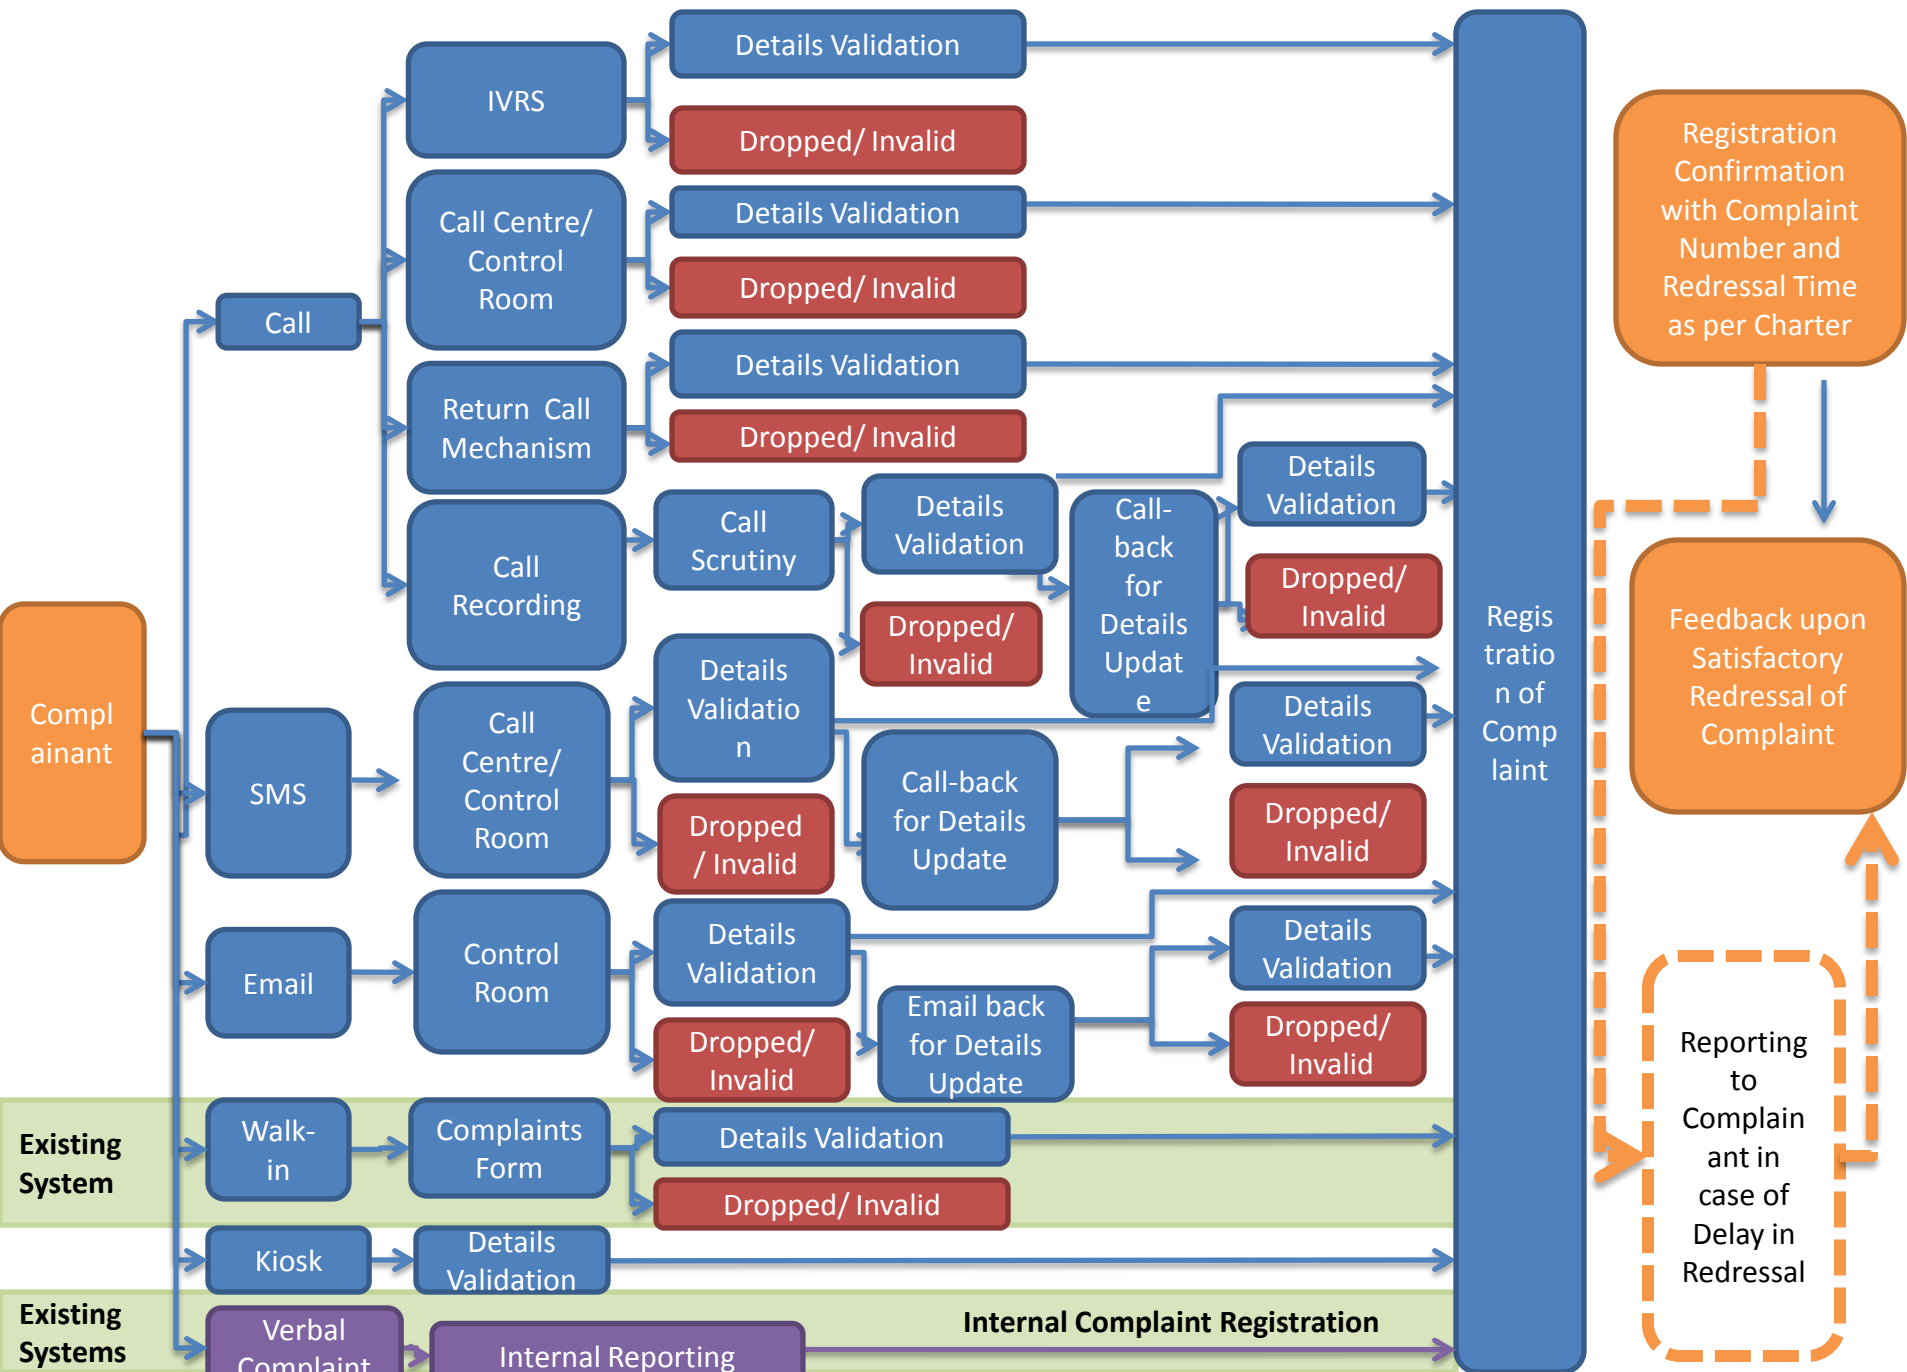 Details Validation
IVRS
Dropped/ Invalid
Registration
Confirmation
with Complaint
Number and
Redressal Time
as per Charter
Details Validation
Call Centre/
Control
Room
Dropped/ Invalid
Call
Details Validation
Return  Call
Mechanism
Dropped/ Invalid
Details
Validation
Call
Scrutiny
Details
Validation
Call-
back
for
Details
Updat
e
Call
Recording
Dropped/
Invalid
Dropped/
Invalid
Compl
ainant
Regis
tratio
n of
Comp
laint
Feedback upon
Satisfactory
Redressal of
Complaint
Details
Validatio
n
SMS
Call
Centre/
Control
Room
Details
Validation
Call-back
for Details
Update
Dropped
/ Invalid
Dropped/
Invalid
Details
Validation
Email
Control
Room
Details
Validation
Email back
for Details
Update
Dropped/
Invalid
Dropped/
Invalid
Reporting
to
Complain
ant in
case of
Delay in
Redressal
Existing
System
Walk-
in
Complaints
Form
Details Validation
Dropped/ Invalid
Kiosk
Details
Validation
Existing
Systems
Verbal
Complaint
Internal Reporting
Internal Complaint Registration